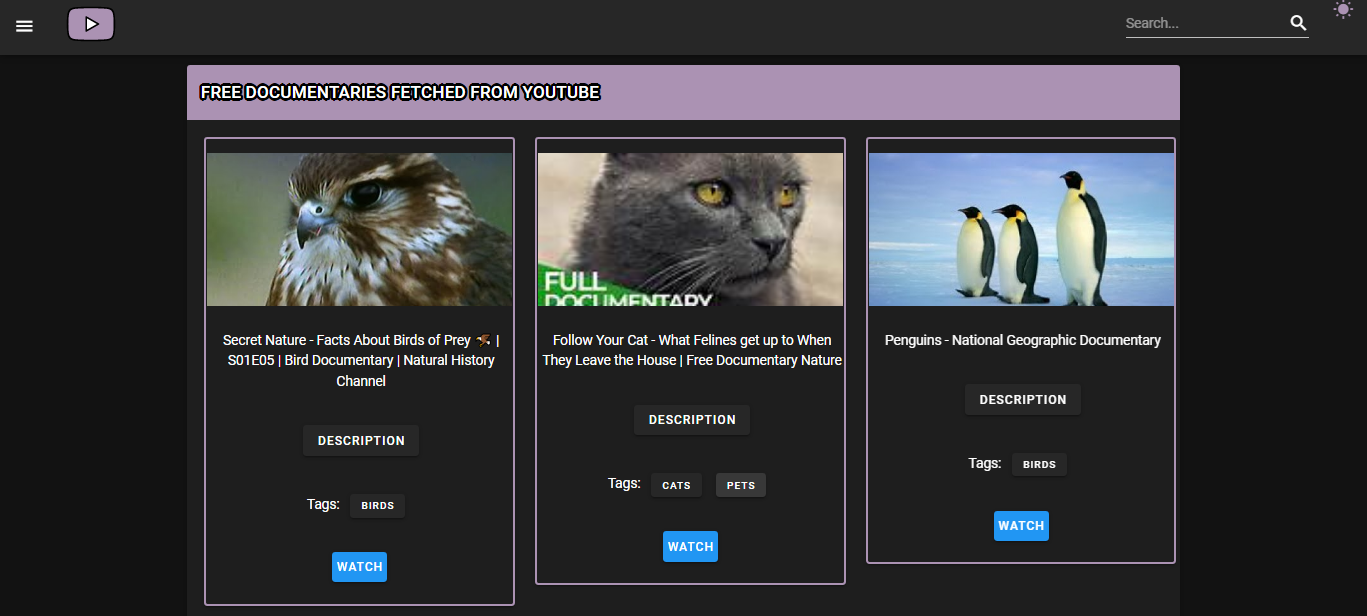 Search...
FREE DOCUMENTARIES FETCHED FROM YOUTUBE
FULL
DOCUMENTARY
Secret Nature - Facts About Birds of Prey 🦅 |
S01E05 | Bird Documentary | Natural History
Channel
DESCRIPTION
Tags: BIRDS
WATCH
Follow Your Cat - What Felines get up to When
They Leave the House | Free Documentary Nature
DESCRIPTION
Tags: CATS PETS
WATCH
Penguins - National Geographic Documentary
DESCRIPTION
Tags: BIRDS
WATCH